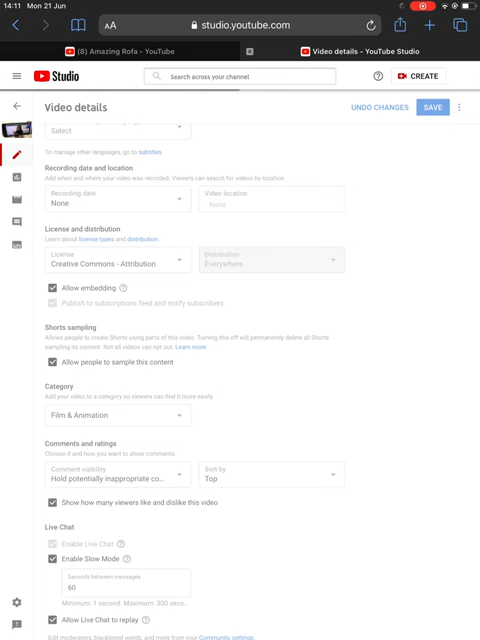 14:11 Mon 21 Jun
AA
studio.youtube.com
(8) Amazing Rofa - YouTube
Video details - YouTube Studio
Studio
Search across your channel
CREATE
Video details
UNDO CHANGES
SAVE
Select
To manage other languages, go to subtitles.
Recording date and location
Add when and where your video was recorded. Viewers can search for videos by location.
Recording date
None
Video location
None
License and distribution
Learn about license types and distribution.
License
Creative Commons - Attribution
Distribution
Everywhere
Allow embedding
Publish to subscriptions feed and notify subscribers
Shorts sampling
Allows people to create Shorts using parts of this video. Turning this off will permanently delete all Shorts
sampling its content. Not all videos can opt out. Learn more
Allow people to sample this content
Category
Add your video to a category so viewers can find it more easily
Film & Animation
Comments and ratings
Choose if and how you want to show comments
Comment visibility
Hold potentially inappropriate co...
Sort by
Top
Show how many viewers like and dislike this video
Live Chat
Enable Live Chat
Enable Slow Mode
Seconds between messages
60
Minimum: 1 second. Maximum: 300 seco...
Allow Live Chat to replay
Edit moderators, blacklisted words, and more from your Community settings.